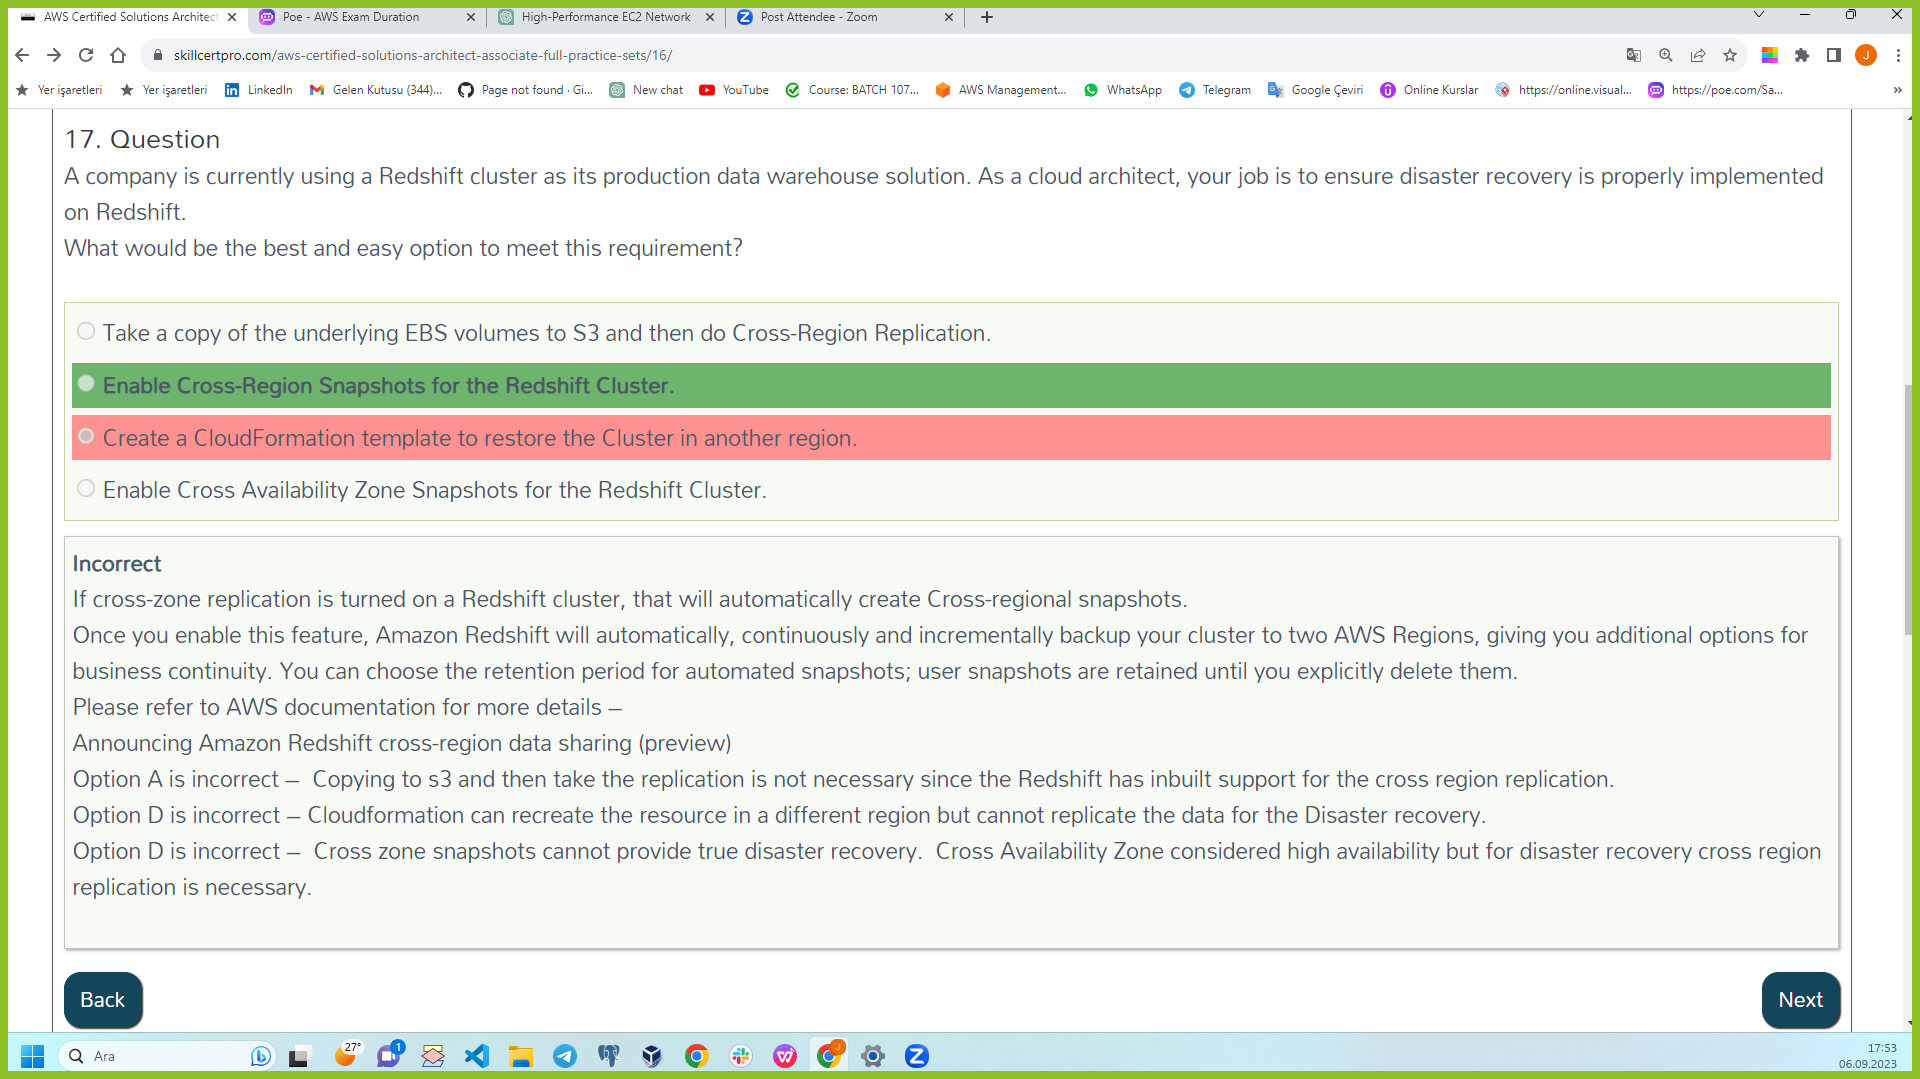 AWS Certified Solutions Architect
Poe - AWS Exam Duration
High-Performance EC2 Network
Post Attendee - Zoom
skillcertpro.com/aws-certified-solutions-architect-associate-full-practice-sets/16/
J
Yer işaretleri
Yer işaretleri
LinkedIn
Gelen Kutusu (344)...
Page not found · Gi...
New chat
YouTube
Course: BATCH 107...
AWS Management...
WhatsApp
Telegram
Google Çeviri
Online Kurslar
https://online.visual...
https://poe.com/Sa...
17. Question
A company is currently using a Redshift cluster as its production data warehouse solution. As a cloud architect, your job is to ensure disaster recovery is properly implemented
on Redshift.
What would be the best and easy option to meet this requirement?
Take a copy of the underlying EBS volumes to S3 and then do Cross-Region Replication.
Enable Cross-Region Snapshots for the Redshift Cluster.
Create a CloudFormation template to restore the Cluster in another region.
Enable Cross Availability Zone Snapshots for the Redshift Cluster.
Incorrect
If cross-zone replication is turned on a Redshift cluster, that will automatically create Cross-regional snapshots.
Once you enable this feature, Amazon Redshift will automatically, continuously and incrementally backup your cluster to two AWS Regions, giving you additional options for
business continuity. You can choose the retention period for automated snapshots; user snapshots are retained until you explicitly delete them.
Please refer to AWS documentation for more details –
Announcing Amazon Redshift cross-region data sharing (preview)
Option A is incorrect – Copying to s3 and then take the replication is not necessary since the Redshift has inbuilt support for the cross region replication.
Option D is incorrect – Cloudformation can recreate the resource in a different region but cannot replicate the data for the Disaster recovery.
Option D is incorrect – Cross zone snapshots cannot provide true disaster recovery. Cross Availability Zone considered high availability but for disaster recovery cross region
replication is necessary.
Back
Next
Ara
27°
1
17:53
06.09.2023